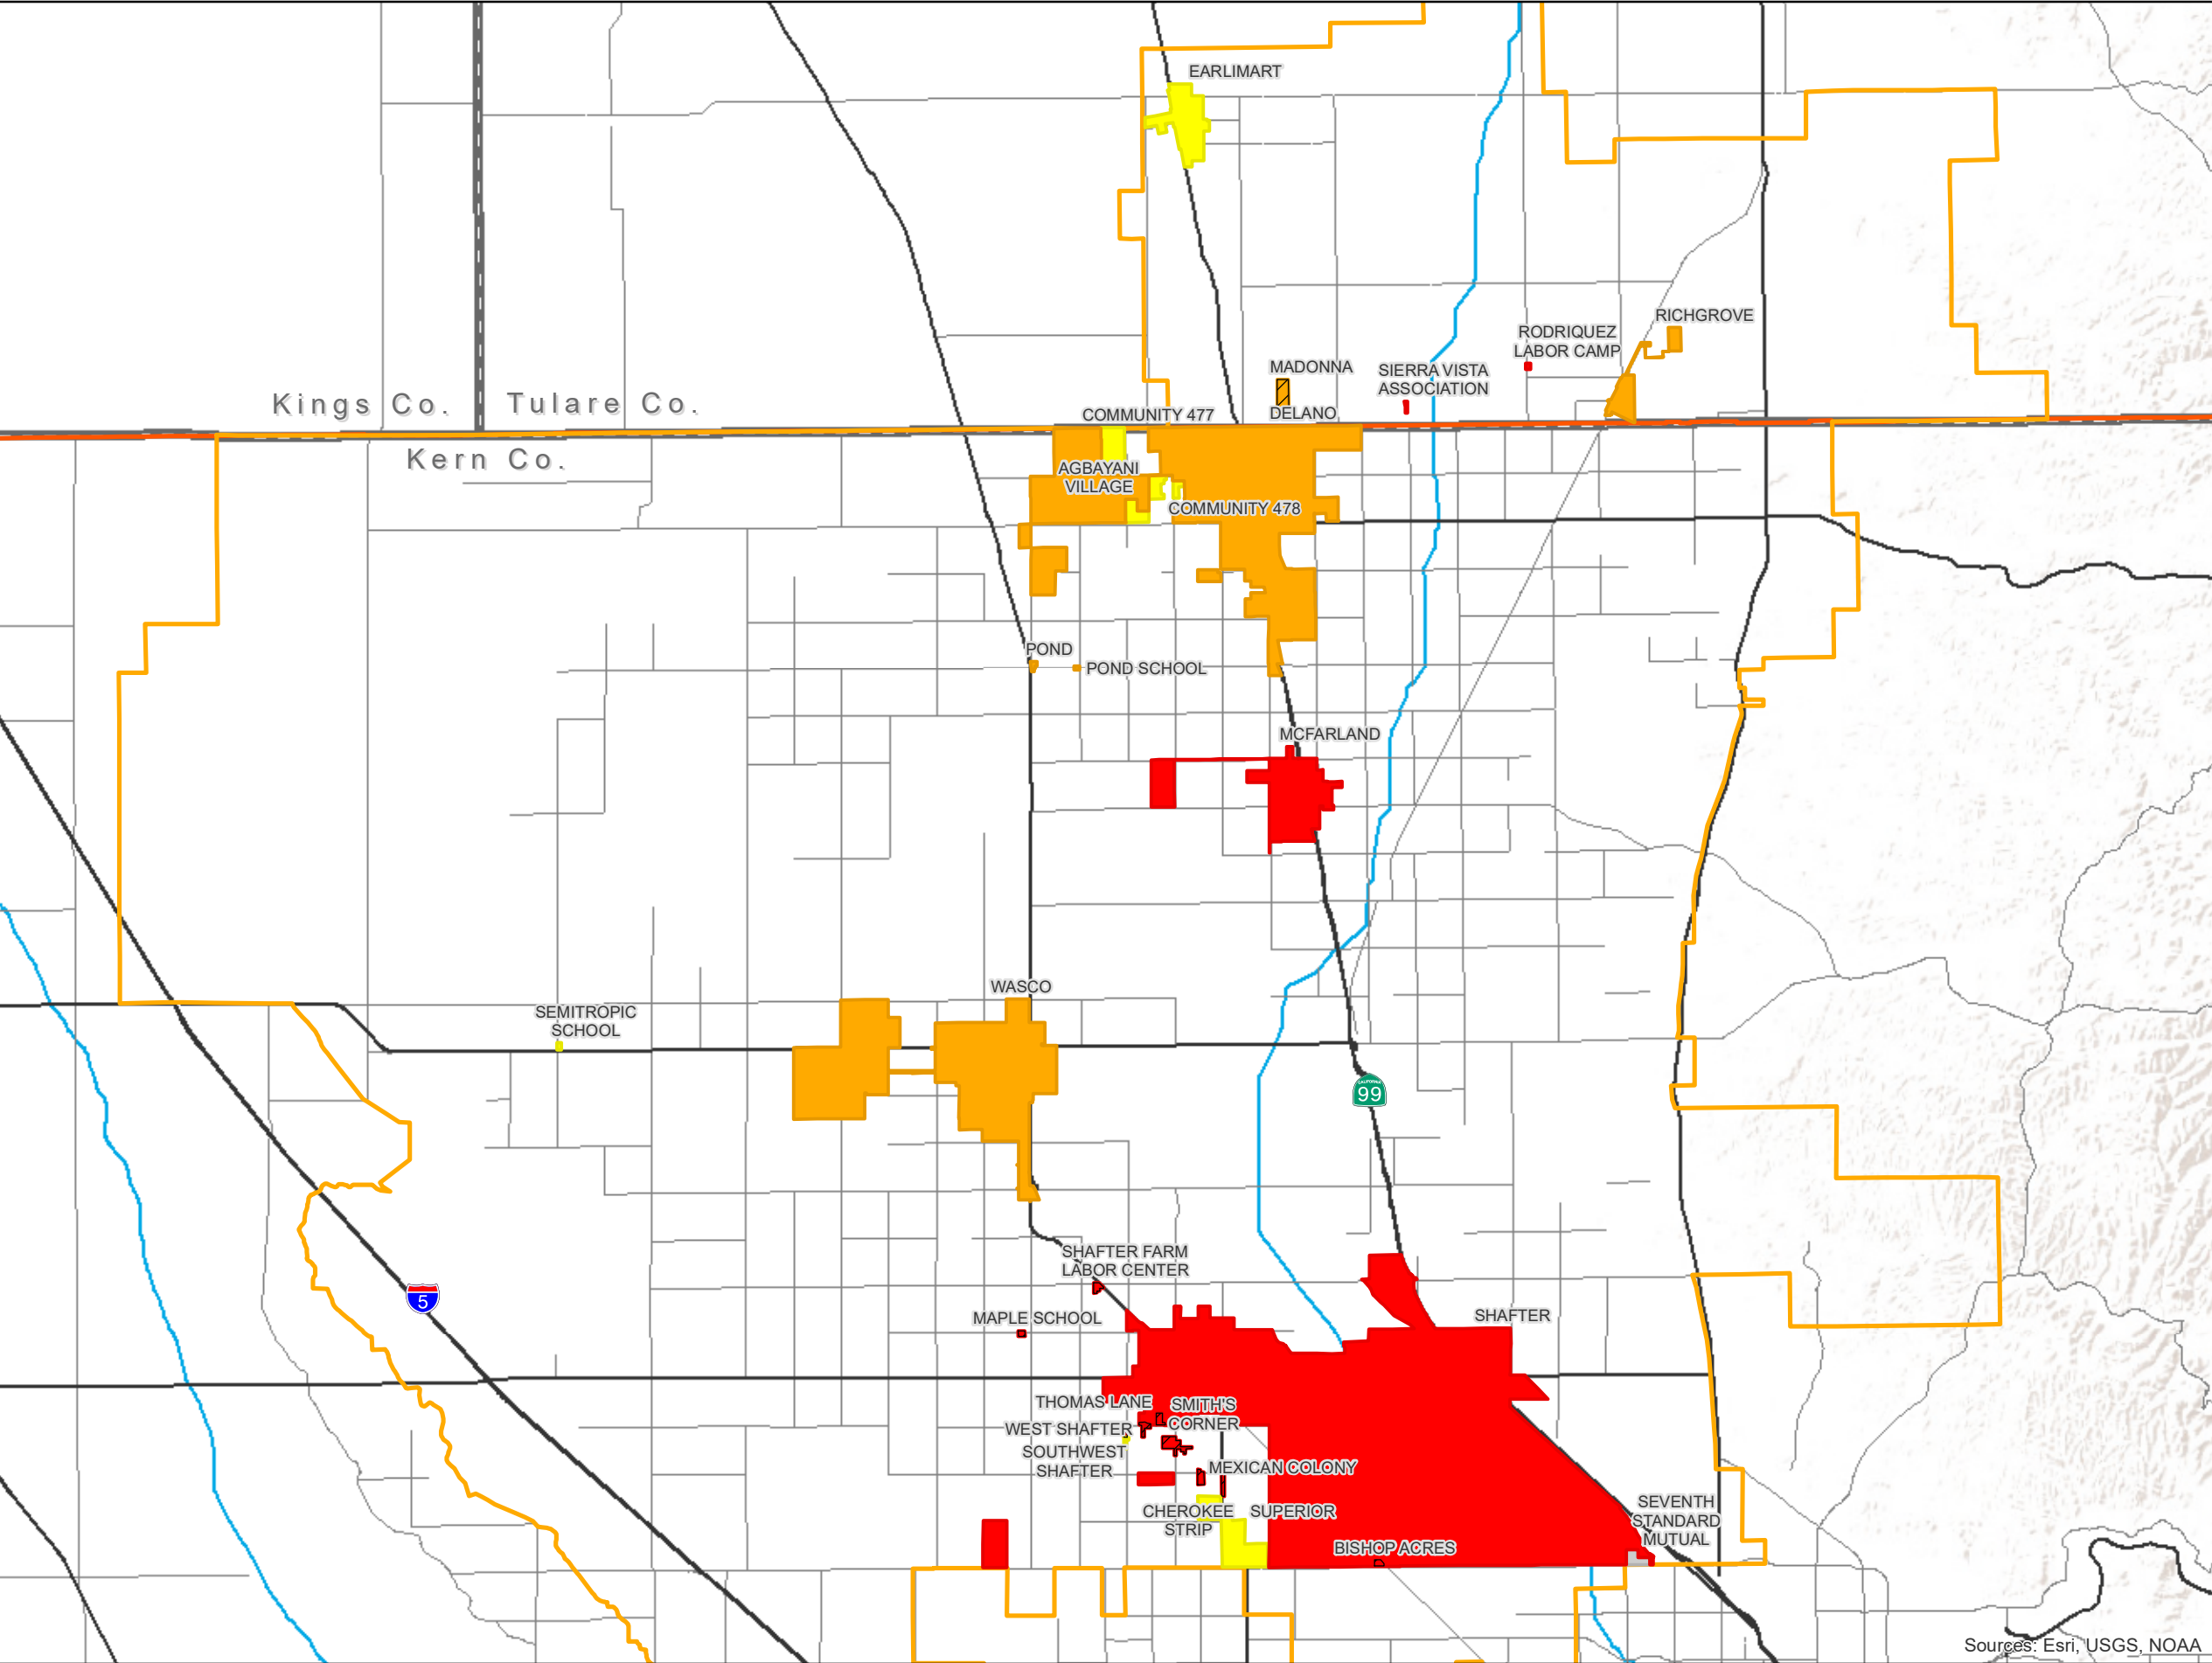 EARLIMART
RICHGROVE
RODRIQUEZ
LABOR CAMP
MADONNA
SIERRA VISTA
ASSOCIATION
Kings Co.
Tulare Co.
COMMUNITY 477
DELANO
Kern Co.
AGBAYANI
VILLAGE
COMMUNITY 478
POND
POND SCHOOL
MCFARLAND
WASCO
SEMITROPIC
SCHOOL
CALIFORNIA
99
SHAFTER FARM
LABOR CENTER
5
MAPLE SCHOOL
SHAFTER
THOMAS LANE
SMITH'S
CORNER
WEST SHAFTER
SOUTHWEST
SHAFTER
MEXICAN COLONY
CHEROKEE
STRIP
SUPERIOR
SEVENTH
STANDARD
MUTUAL
BISHOP ACRES
Sources: Esri, USGS, NOAA